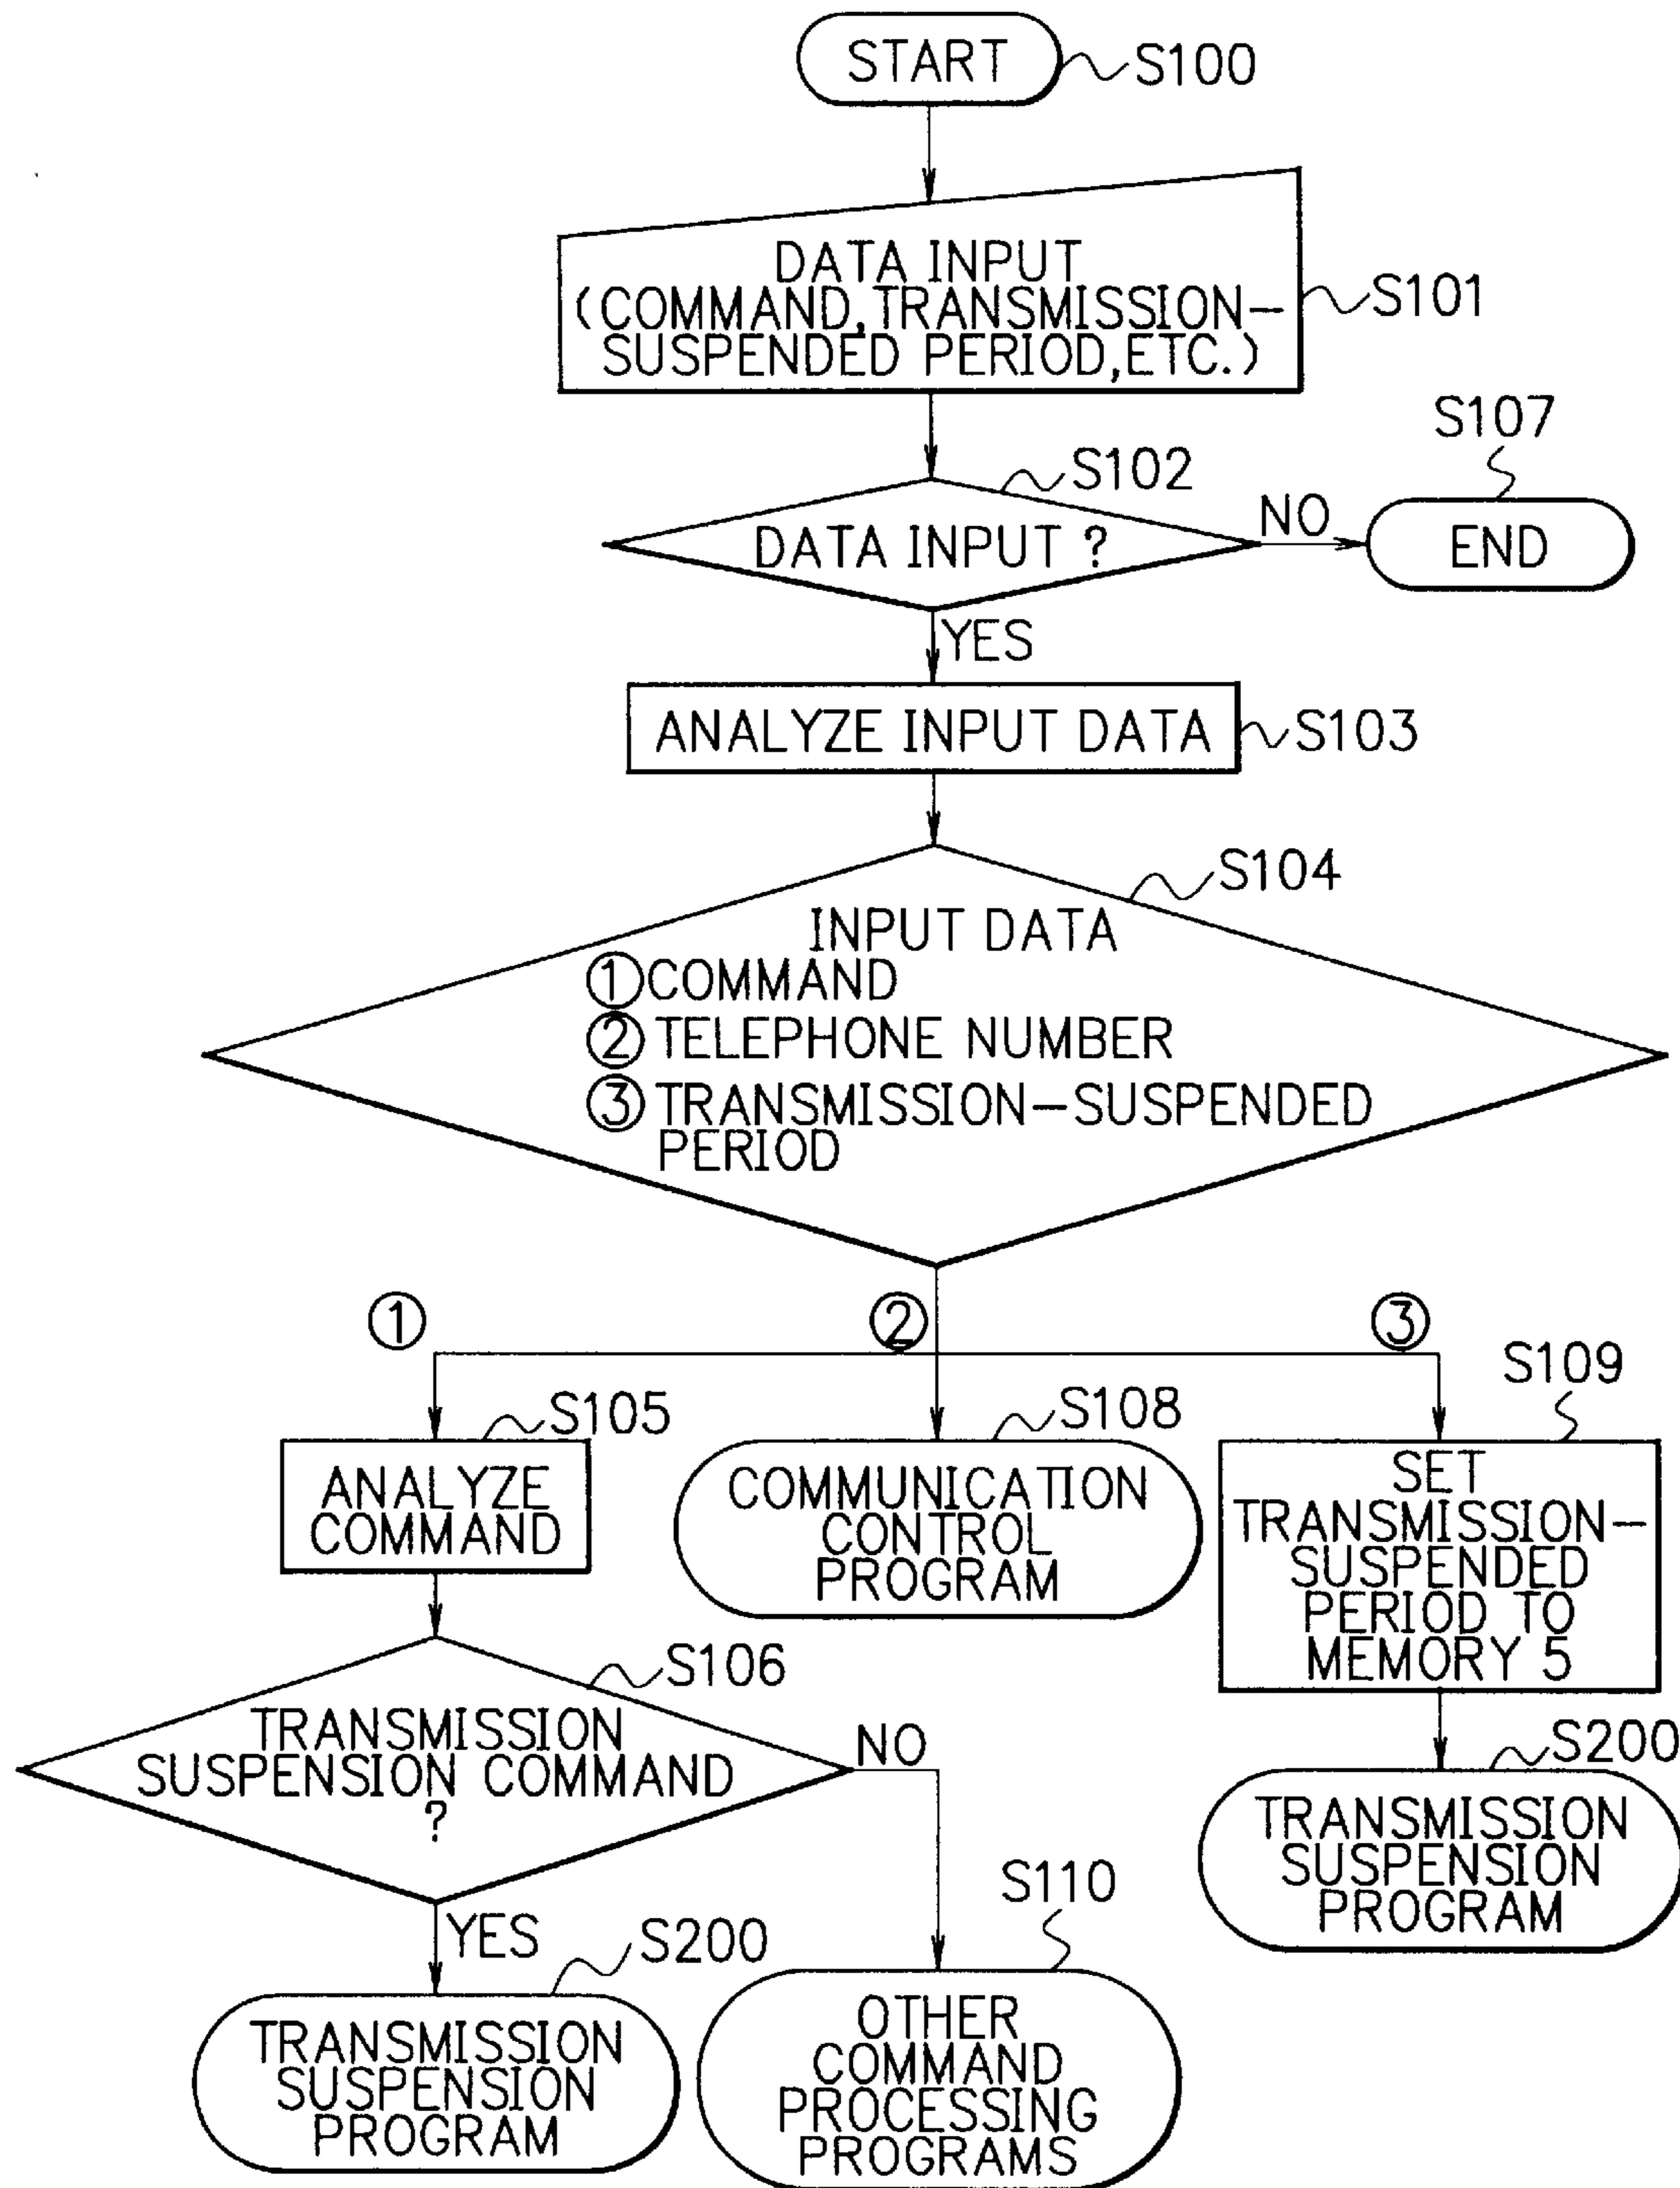 START
S100
DATA INPUT
(COMMAND,TRANSMISSION-
SUSPENDED PERIOD,ETC.)
S101
S107
S102
DATA INPUT ?
NO
END
YES
ANALYZE INPUT DATA
S103
S104
INPUT DATA
① COMMAND
② TELEPHONE NUMBER
③ TRANSMISSION-SUSPENDED
PERIOD
①
②
③
S105
S108
S109
ANALYZE
COMMAND
COMMUNICATION
CONTROL
PROGRAM
SET
TRANSMISSION-
SUSPENDED
PERIOD TO
MEMORY 5
S106
TRANSMISSION
SUSPENSION COMMAND
?
NO
S200
TRANSMISSION
SUSPENSION
PROGRAM
YES
S200
S110
TRANSMISSION
SUSPENSION
PROGRAM
OTHER
COMMAND
PROCESSING
PROGRAMS